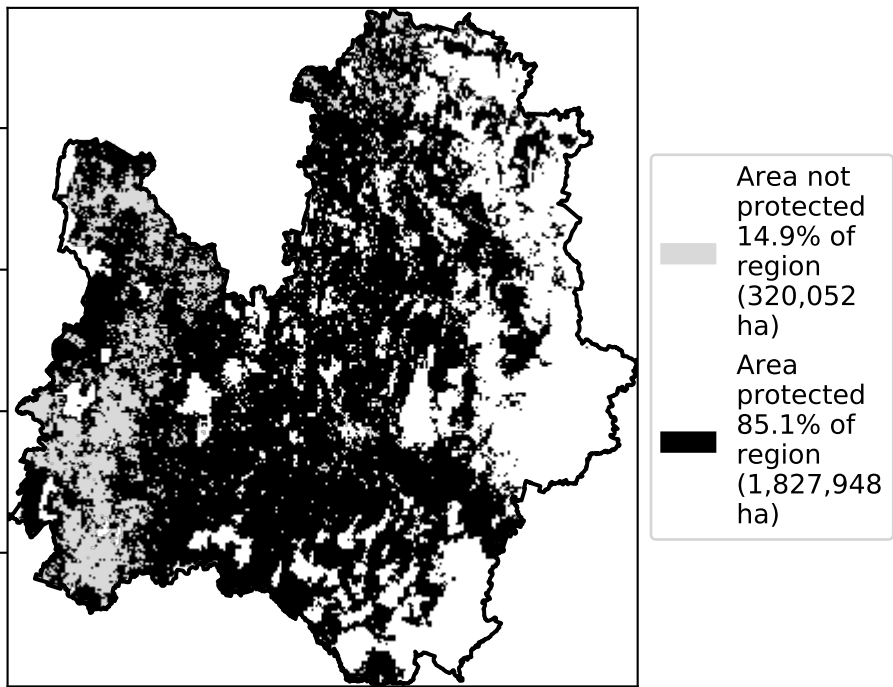 Area not
protected
14.9% of
region
(320,052
ha)
Area
protected
85.1% of
region
(1,827,948
ha)